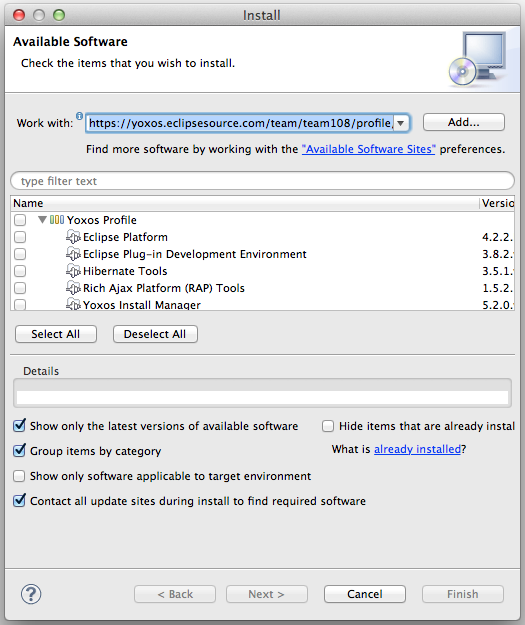 Install
Available Software
Check the items that you wish to install.
Work with: https://yoxos.eclipsesource.com/team/team108/profile, Add...
Find more software by working with the "Available Software Sites" preferences.
type filter text
Name Versio
Yoxos Profile
Eclipse Platform 4.2.2.
Eclipse Plug-in Development Environment 3.8.2.
Hibernate Tools 3.5.1.
Rich Ajax Platform (RAP) Tools 1.5.2.
Yoxos Install Manager 5.2.0.
Select All Deselect All
Details
Show only the latest versions of available software Hide items that are already instal
Group items by category What is already installed?
Show only software applicable to target environment
Contact all update sites during install to find required software
? < Back Next > Cancel Finish